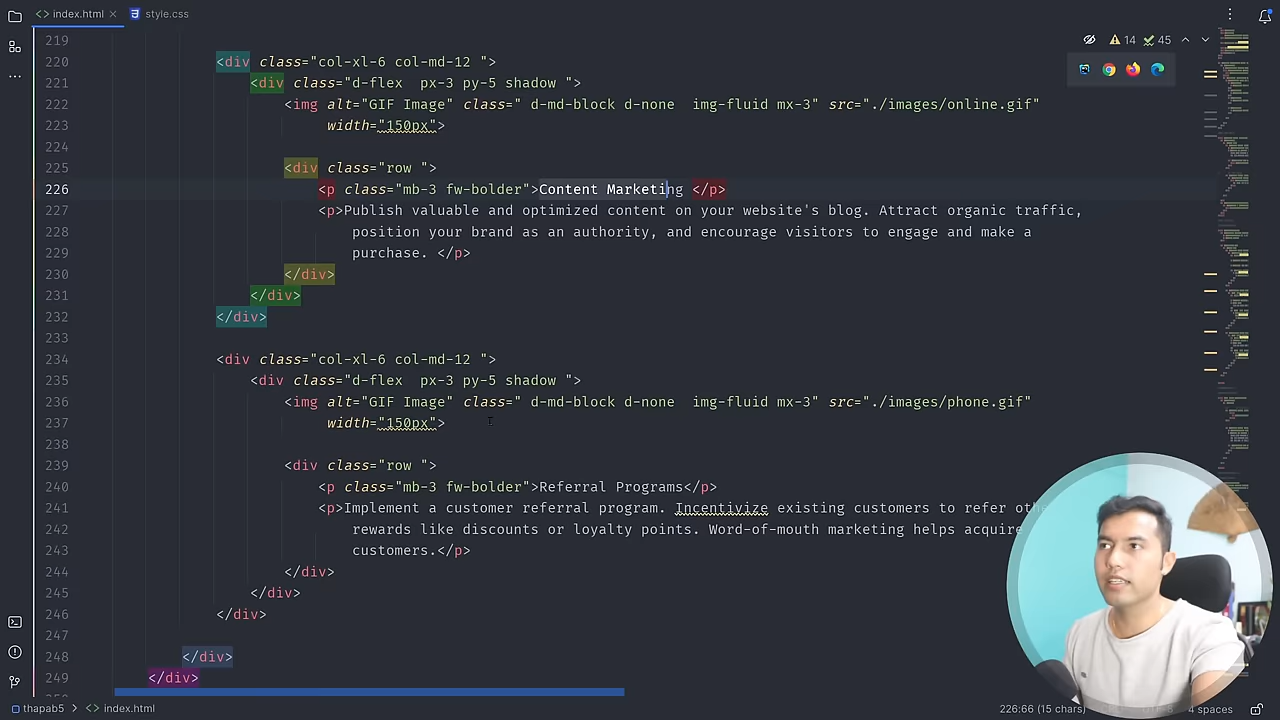 index.html
style.css
219
14
45
220
<div class="col-xl-6 col-md-12 ">
221
<div class="d-flex px-3 py-5 shadow ">
222
<img alt="GIF Image" class=" d-md-block d-none img-fluid mx-3" src="./images/online.gif"
223
width="150px">
224
225
<div class="row ">
226
<p class="mb-3 fw-bolder">Content Marketing </p>
227
<p>Publish valuable and optimized content on your website's blog. Attract organic traffic,
228
position your brand as an authority, and encourage visitors to engage and make a
229
purchase. </p>
230
</div>
231
</div>
232
</div>
233
234
<div class="col-xl-6 col-md-12 ">
235
<div class="d-flex px-3 py-5 shadow ">
236
<img alt="GIF Image" class=" d-md-block d-none img-fluid mx-3" src="./images/phone.gif"
237
width="150px">
238
239
<div class="row ">
240
<p class="mb-3 fw-bolder">Referral Programs</p>
241
<p>Implement a customer referral program. Incentivize existing customers to refer
242
rewards like discounts or loyalty points. Word-of-mouth marketing helps acquire
243
customers.</p>
244
</div>
245
</div>
246
</div>
247
248
</div>
249
</div>
thapab5 > index.html
226:66 (15 chars)
4 spaces